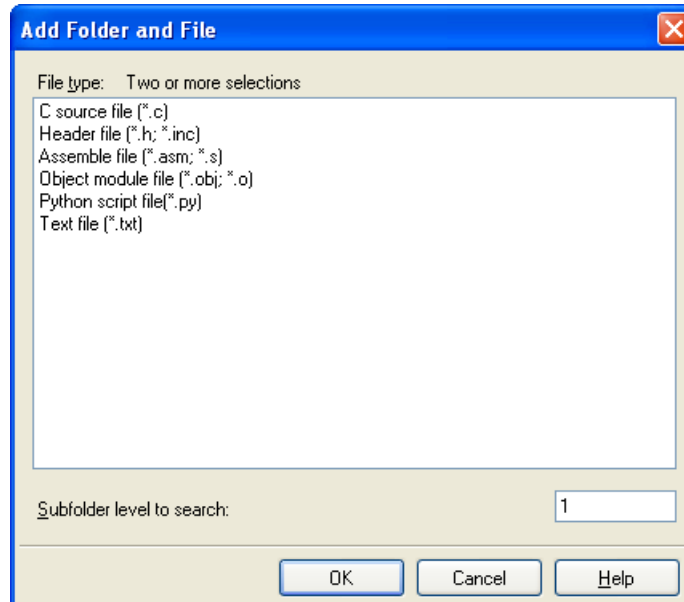 Add Folder and File
File type: Two or more selections
C source file (*.c)
Header file (*.h; *.inc)
Assemble file (*.asm; *.s)
Object module file (*.obj; *.o)
Python script file(*.py)
Text file (*.txt)
Subfolder level to search: 1
OK Cancel Help